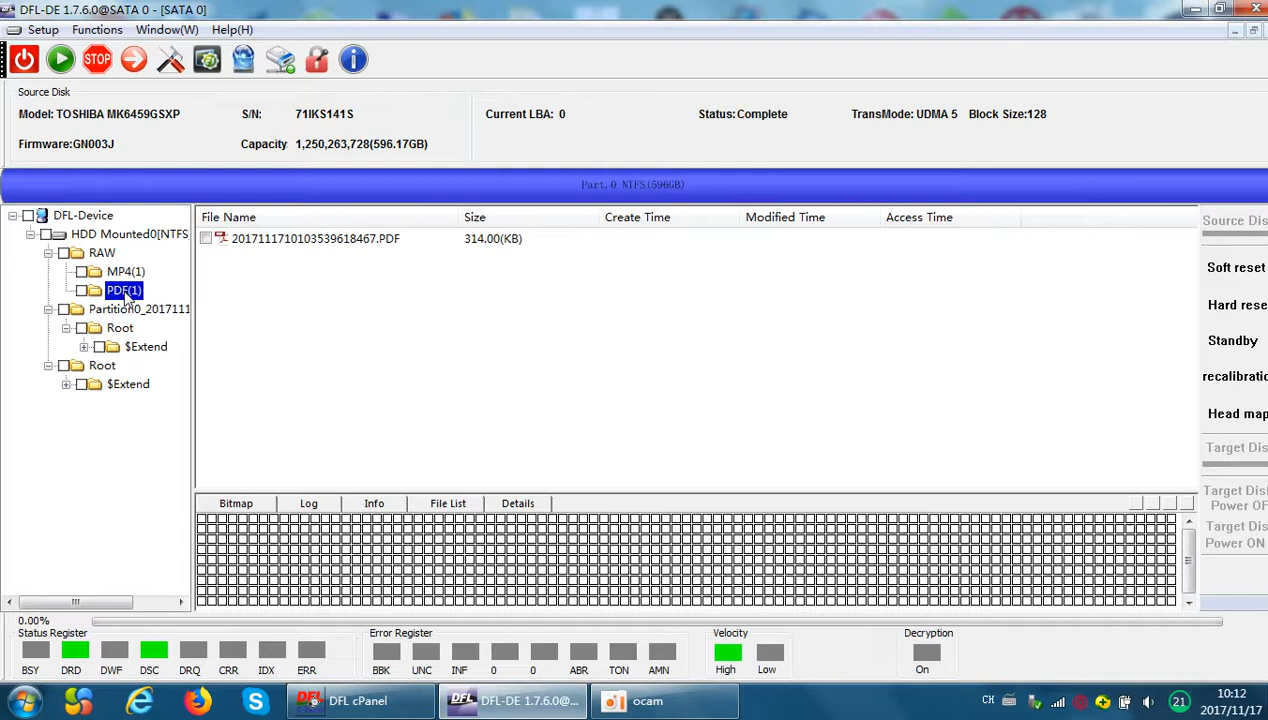 DFL-DE 1.7.6.0@SATA 0 - [SATA 0]
Setup Functions Window(W) Help(H)
STOP
Source Disk
Model: TOSHIBA MK6459GSXP S/N: 71IKS141S Current LBA: 0 Status:Complete TransMode: UDMA 5 Block Size:128
Firmware:GN003J Capacity 1,250,263,728(596.17GB)
Part.0 NTFS(596GB)
DFL-Device
HDD Mounted0[NTFS
RAW
MP4(1)
PDF(1)
Partition0_2017111
Root
$Extend
Root
$Extend
File Name Size Create Time Modified Time Access Time
2017111710103539618467.PDF 314.00(KB)
Source Dis
Soft reset
Hard rese
Standby
recalibratio
Head map
Target Dis
Target Disl
Power OF
Target Dis
Power ON
Bitmap Log Info File List Details
0.00%
Status Register Error Register Velocity Decryption
BSY DRD DWF DSC DRQ CRR IDX ERR BBK UNC INF 0 0 ABR TON AMN High Low On
DFL cPanel DFL-DE 1.7.6.0@... ocam CH 21 10:12
2017/11/17